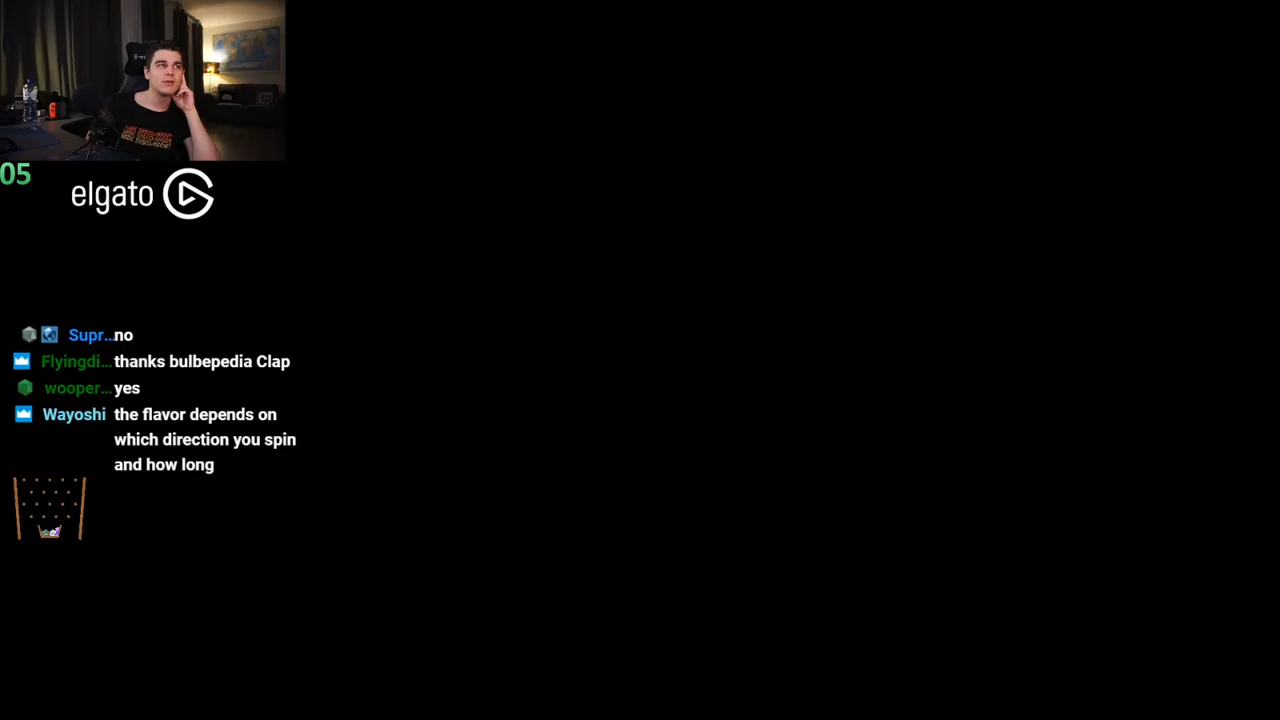 05
elgato
Supr... no
Flyingdi... thanks bulbepedia Clap
wooper... yes
Wayoshi the flavor depends on
which direction you spin
and how long